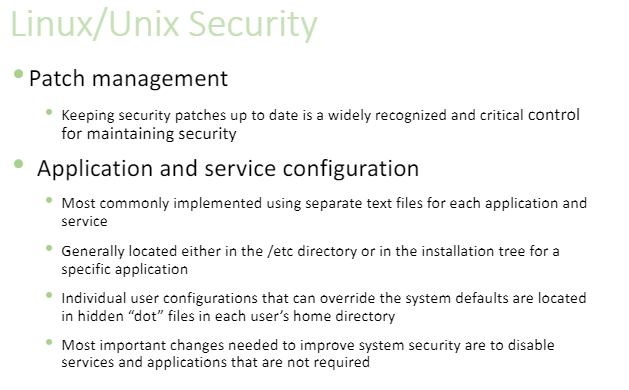 Linux/Unix Security
• Patch management
• Keeping security patches up to date is a widely recognized and critical control
for maintaining security
• Application and service configuration
• Most commonly implemented using separate text files for each application and
service
• Generally located either in the /etc directory or in the installation tree for a
specific application
• Individual user configurations that can override the system defaults are located
in hidden “dot” files in each user’s home directory
• Most important changes needed to improve system security are to disable
services and applications that are not required